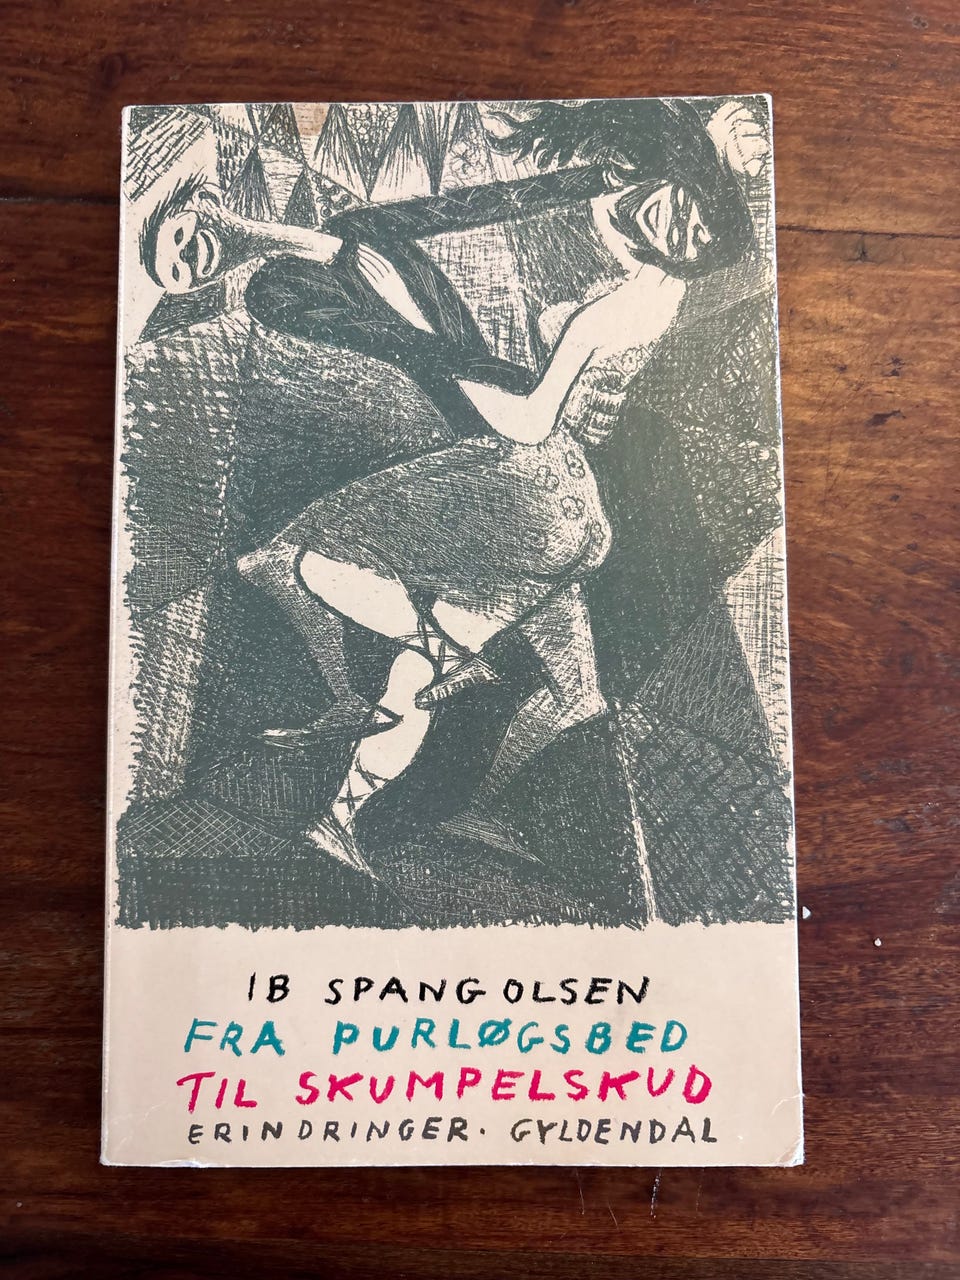 IB SPANG OLSEN
FRA PURLØGSBED
TIL SKUMPELSKUD
ERINDRINGER. GYLDENDAL